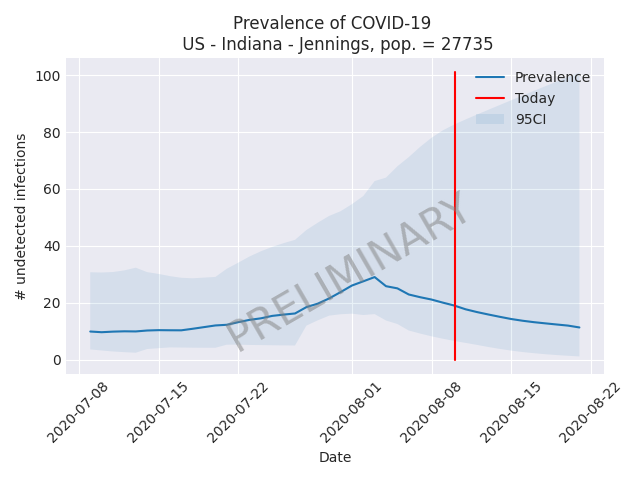 Prevalence of COVID-19
US - Indiana - Jennings, pop. = 27735
100
80
60
40
20
0
# undetected infections
Prevalence
Today
95CI
PRELIMINARY
2020-07-08
2020-07-15
2020-07-22
2020-08-01
2020-08-08
2020-08-15
2020-08-22
Date